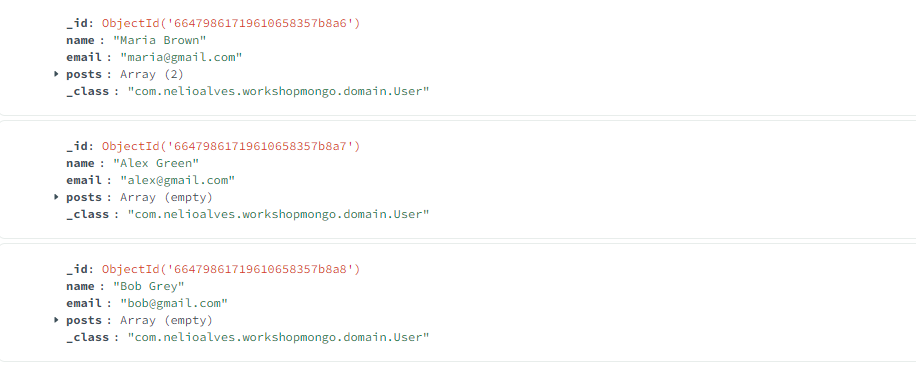 _id: ObjectId('66479861719610658357b8a6')
name : "Maria Brown"
email : "maria@gmail.com"
posts : Array (2)
_class : "com.nelioalves.workshopmongo.domain.User"
_id: ObjectId('66479861719610658357b8a7')
name : "Alex Green"
email : "alex@gmail.com"
posts : Array (empty)
_class : "com.nelioalves.workshopmongo.domain.User"
_id: ObjectId('66479861719610658357b8a8')
name : "Bob Grey"
email : "bob@gmail.com"
posts : Array (empty)
_class : "com.nelioalves.workshopmongo.domain.User"